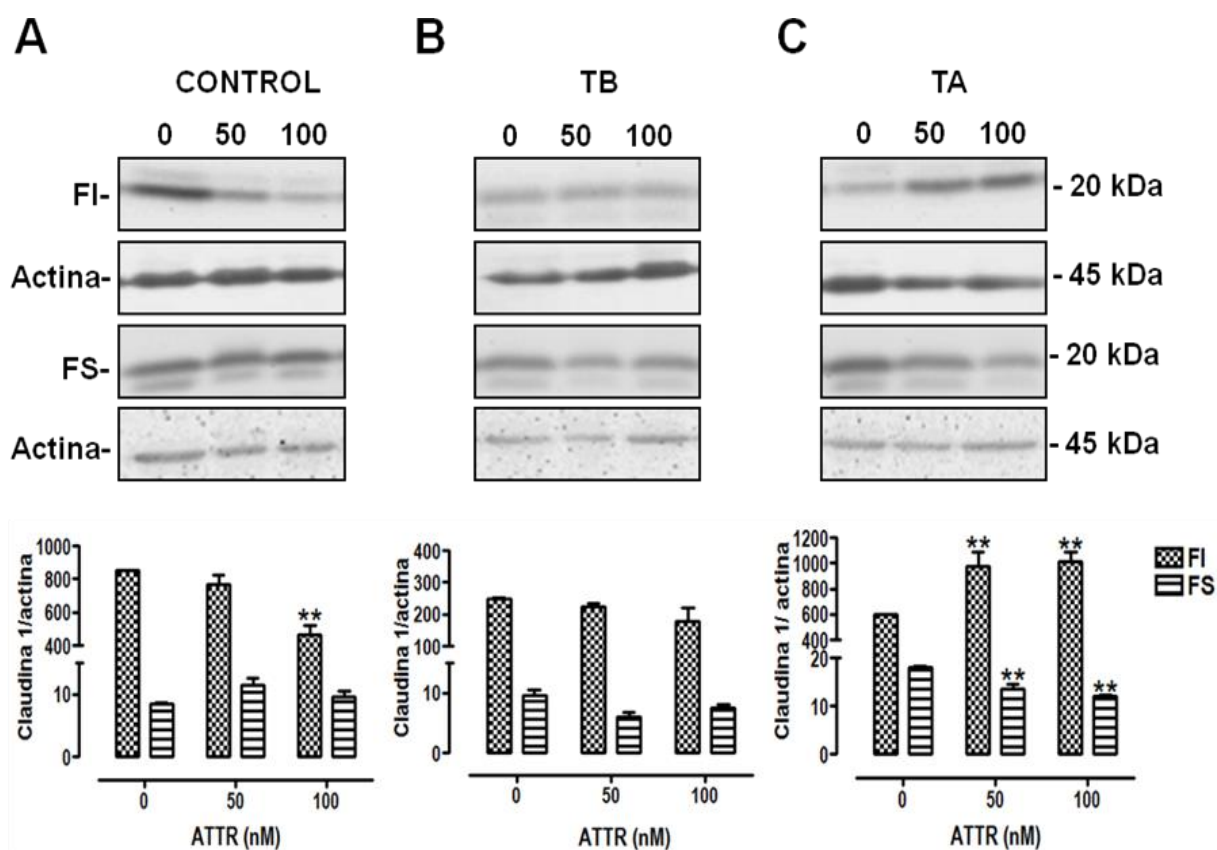 A B C
CONTROL TB TA
0 50 100 0 50 100 0 50 100
FI- - 20 kDa
Actina- - 45 kDa
FS- - 20 kDa
Actina- - 45 kDa
Claudina 1/actina
1000
800
600
400
10
0
**
0 50 100
ATTR (nM)
Claudina 1/actina
400
300
200
100
10
0
0 50 100
ATTR (nM)
Claudina 1/ actina
1200
1000
800
600
400
200
20
10
0
** **
** **
0 50 100
ATTR (nM)
FI
FS